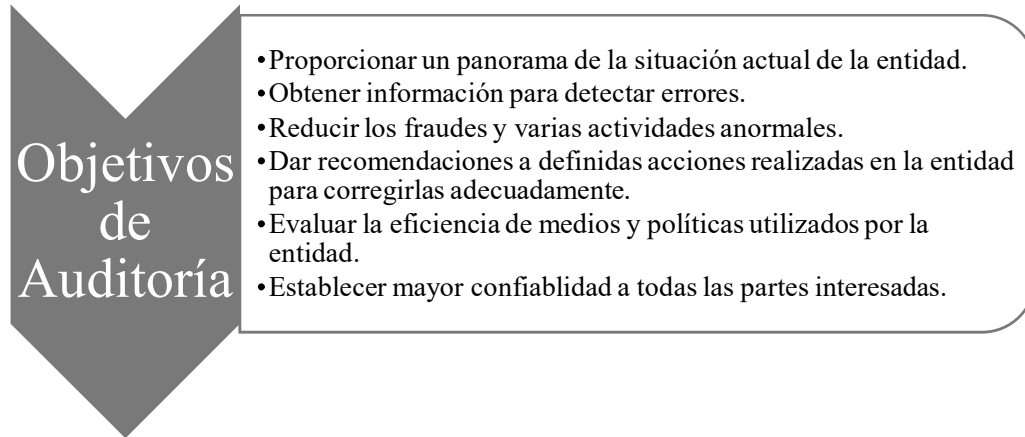 Objetivos
de
Auditoría
•Proporcionar un panorama de la situación actual de la entidad.
•Obtener información para detectar errores.
•Reducir los fraudes y varias actividades anormales.
•Dar recomendaciones a definidas acciones realizadas en la entidad
para corregirlas adecuadamente.
•Evaluar la eficiencia de medios y políticas utilizados por la
entidad.
•Establecer mayor confiablidad a todas las partes interesadas.